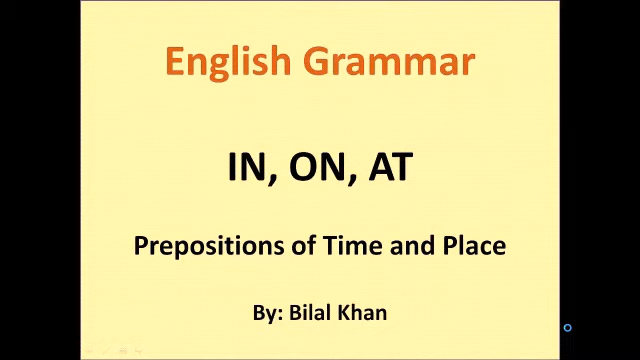 English Grammar
IN, ON, AT
Prepositions of Time and Place
By: Bilal Khan